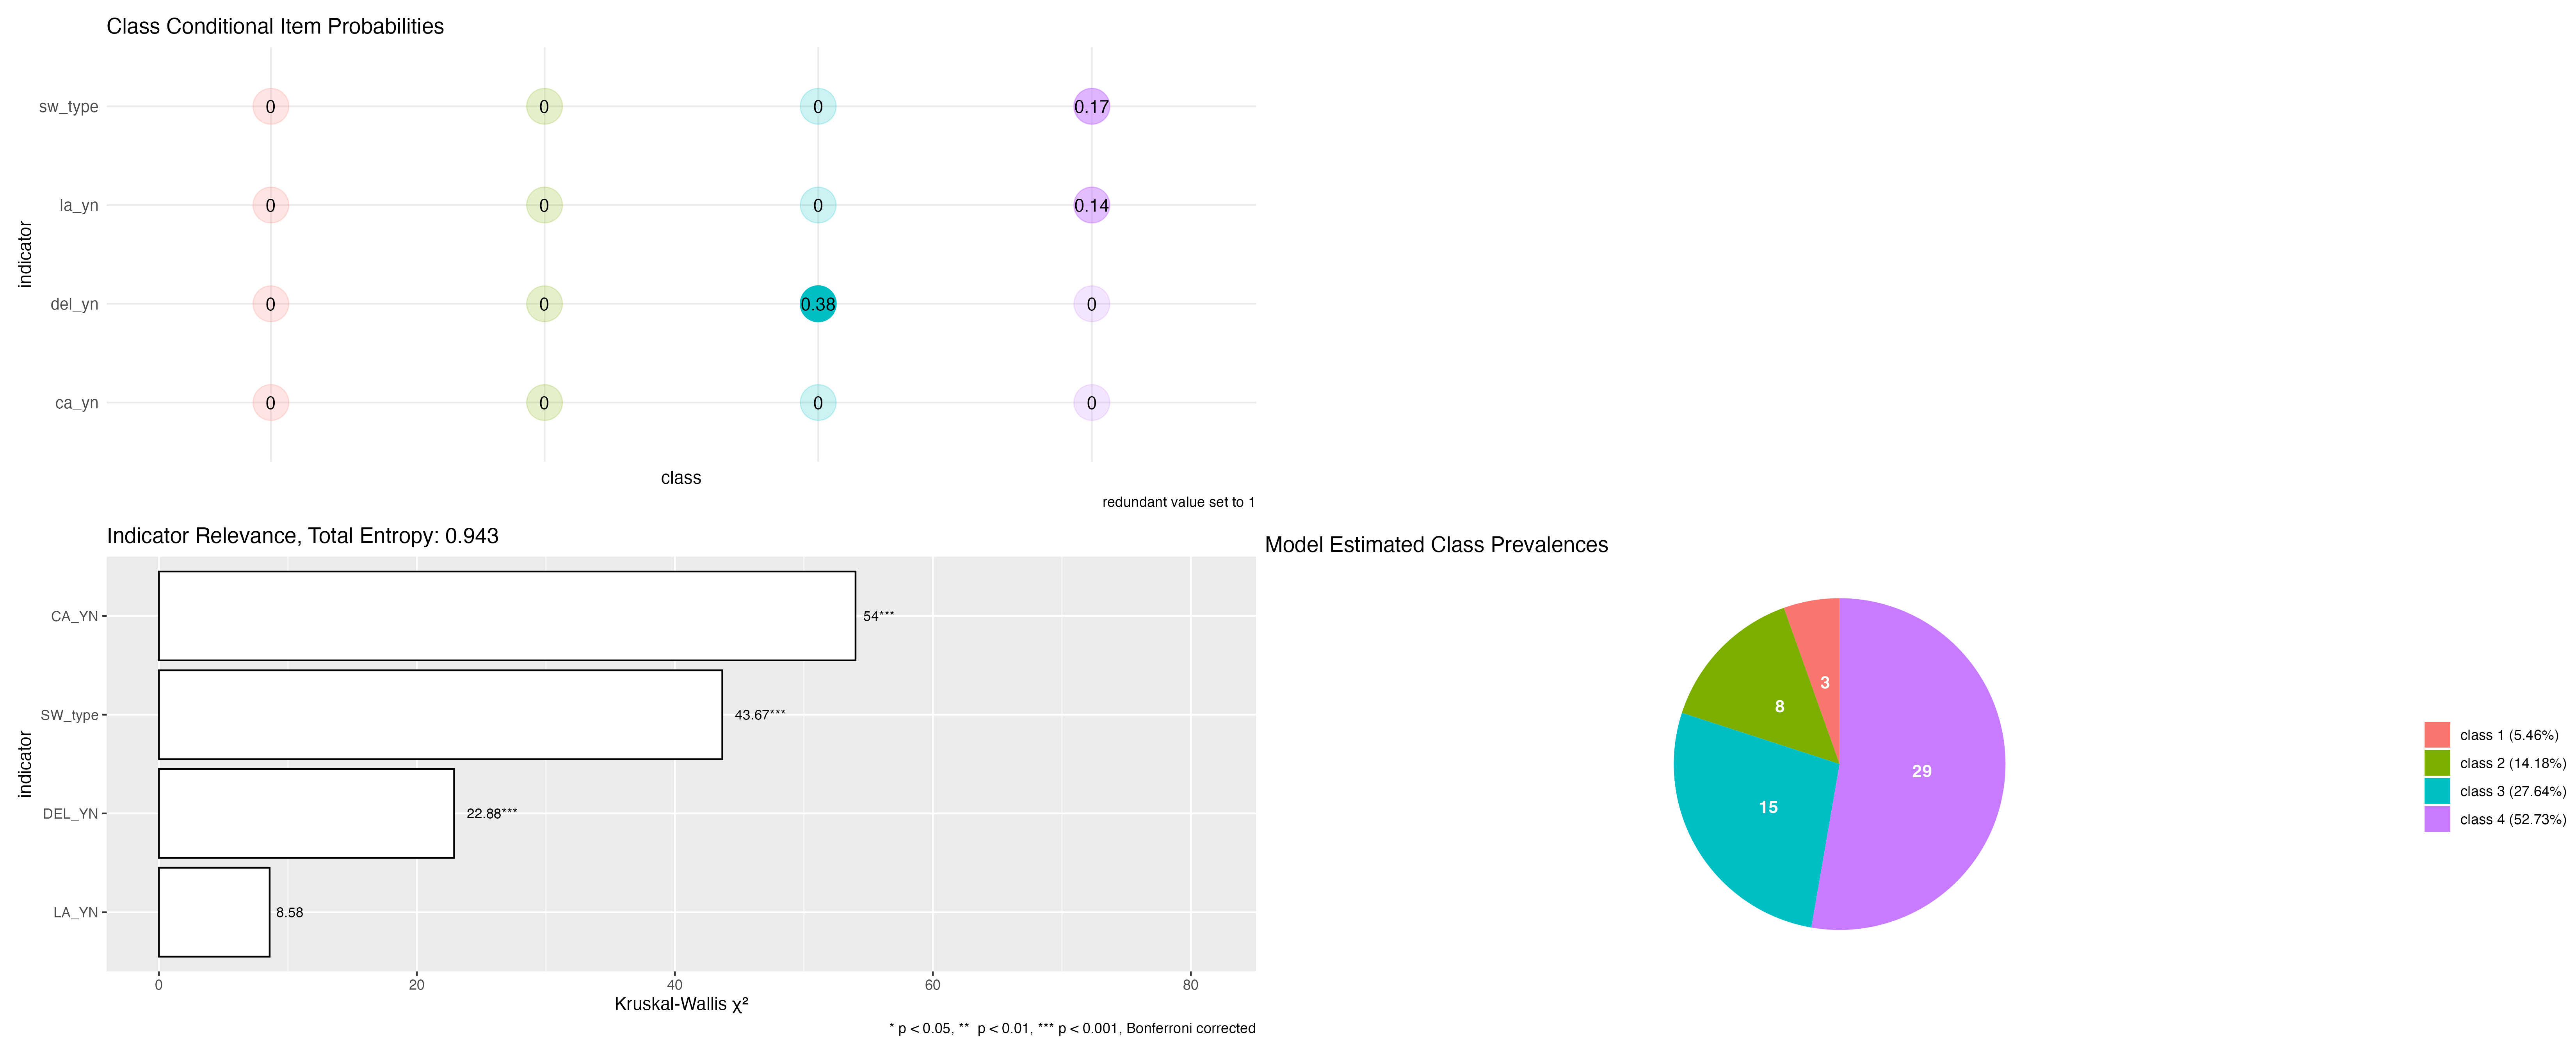 Class Conditional Item Probabilities
indicator
sw_type
0 0 0 0.17
la_yn
0 0 0 0.14
del_yn
0 0 0.38 0
ca_yn
0 0 0 0
class
redundant value set to 1
Indicator Relevance, Total Entropy: 0.943
indicator
CA_YN
54***
SW_type
43.67***
DEL_YN
22.88***
LA_YN
8.58
0 20 40 60 80
Kruskal-Wallis χ²
* p < 0.05, ** p < 0.01, *** p < 0.001, Bonferroni corrected
Model Estimated Class Prevalences
3
8
29
15
class 1 (5.46%)
class 2 (14.18%)
class 3 (27.64%)
class 4 (52.73%)